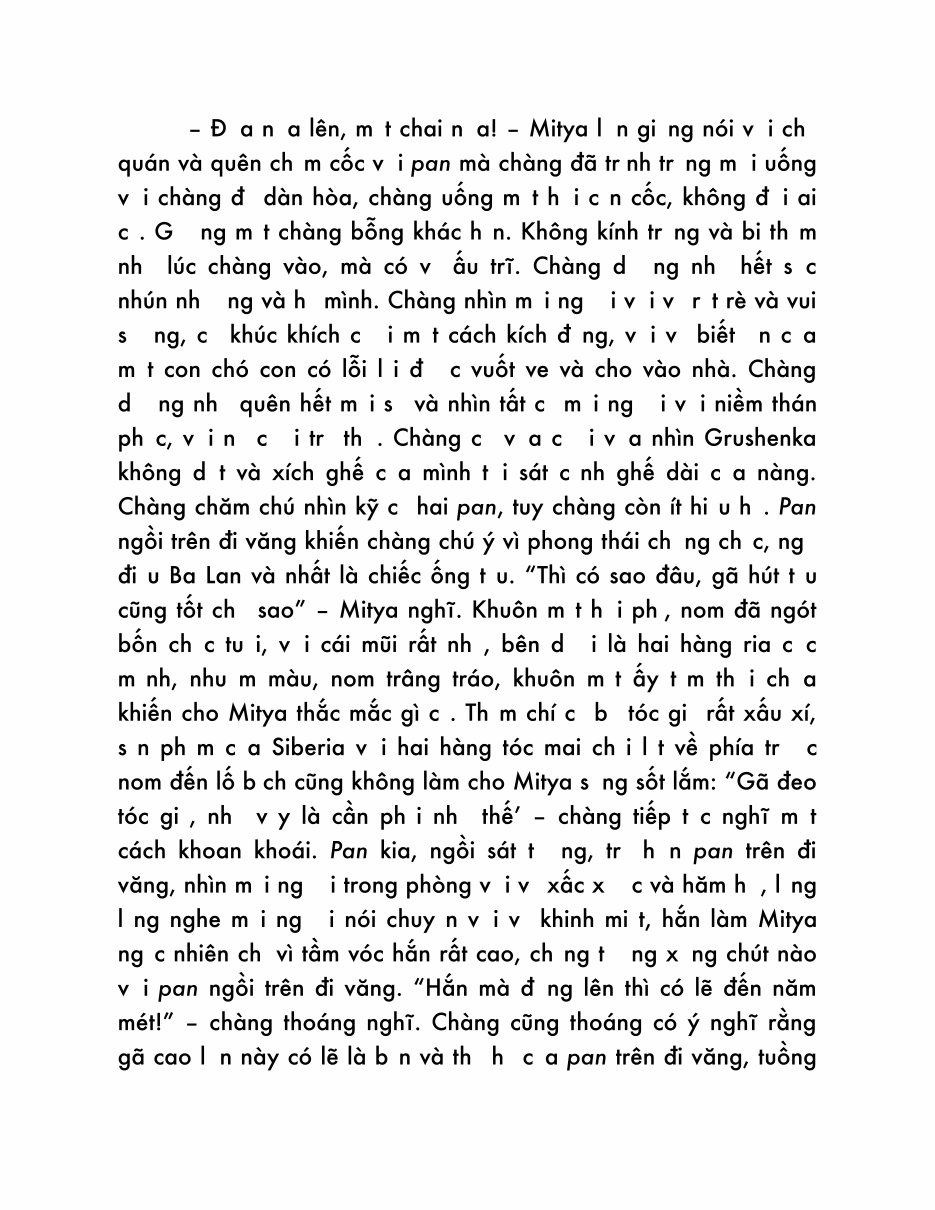 – Đ a n a lên, m t chai n a! – Mitya l n gi ng nói v i ch
quán và quên ch m cốc v i pan mà chàng đã tr nh tr ng m i uống
v i chàng đ dàn hòa, chàng uống m t h i c n cốc, không đ i ai
c . G ng m t chàng bỗng khác h n. Không kính tr ng và bi th m
nh lúc chàng vào, mà có v ấu trĩ. Chàng d ng nh hết s c
nhún nh ng và h mình. Chàng nhìn m i ng i v i v r t rè và vui
s ng, c khúc khích c i m t cách kích đ ng, v i v biết n c a
m t con chó con có lỗi l i đ c vuốt ve và cho vào nhà. Chàng
d ng nh quên hết m i s và nhìn tất c m i ng i v i niềm thán
ph c, v i n c i tr th . Chàng c v a c i v a nhìn Grushenka
không d t và xích ghế c a mình t i sát c nh ghế dài c a nàng.
Chàng chăm chú nhìn kỹ c hai pan, tuy chàng còn ít hi u h . Pan
ngồi trên đi văng khiến chàng chú ý vì phong thái ch ng ch c, ng
đi u Ba Lan và nhất là chiếc ống t u. “Thì có sao đâu, gã hút t u
cũng tốt ch sao” – Mitya nghĩ. Khuôn m t h i ph , nom đã ngót
bốn ch c tu i, v i cái mũi rất nh , bên d i là hai hàng ria c c
m nh, nhu m màu, nom trâng tráo, khuôn m t ấy t m th i ch a
khiến cho Mitya thắc mắc gì c . Th m chí c b tóc gi rất xấu xí,
s n ph m c a Siberia v i hai hàng tóc mai ch i l t về phía tr c
nom đến lố b ch cũng không làm cho Mitya s ng sốt lắm: “Gã đeo
tóc gi , nh v y là cần ph i nh thế’ – chàng tiếp t c nghĩ m t
cách khoan khoái. Pan kia, ngồi sát t ng, tr h n pan trên đi
văng, nhìn m i ng i trong phòng v i v xấc x c và hăm h , l ng
l ng nghe m i ng i nói chuy n v i v khinh mi t, hắn làm Mitya
ng c nhiên ch vì tầm vóc hắn rất cao, ch ng t ng x ng chút nào
v i pan ngồi trên đi văng. “Hắn mà đ ng lên thì có lẽ đến năm
mét!” – chàng thoáng nghĩ. Chàng cũng thoáng có ý nghĩ rằng
gã cao l n này có lẽ là b n và th h c a pan trên đi văng, tuồng